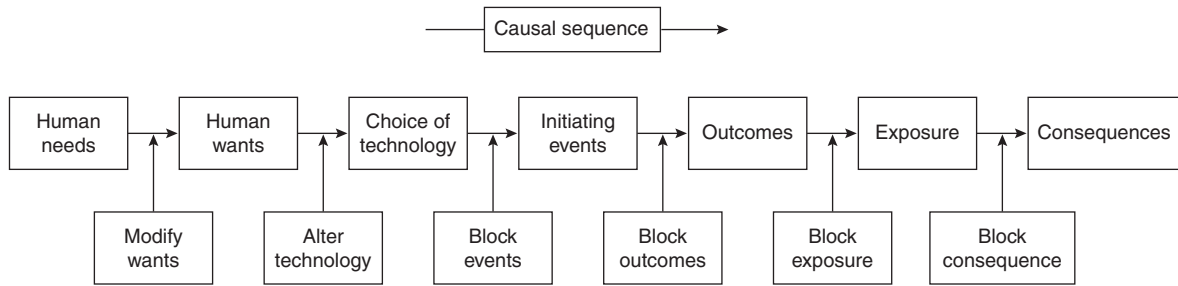 Causal sequence
Human
needs
Human
wants
Choice of
technology
Initiating
events
Outcomes
Exposure
Consequences
Modify
wants
Alter
technology
Block
events
Block
outcomes
Block
exposure
Block
consequence